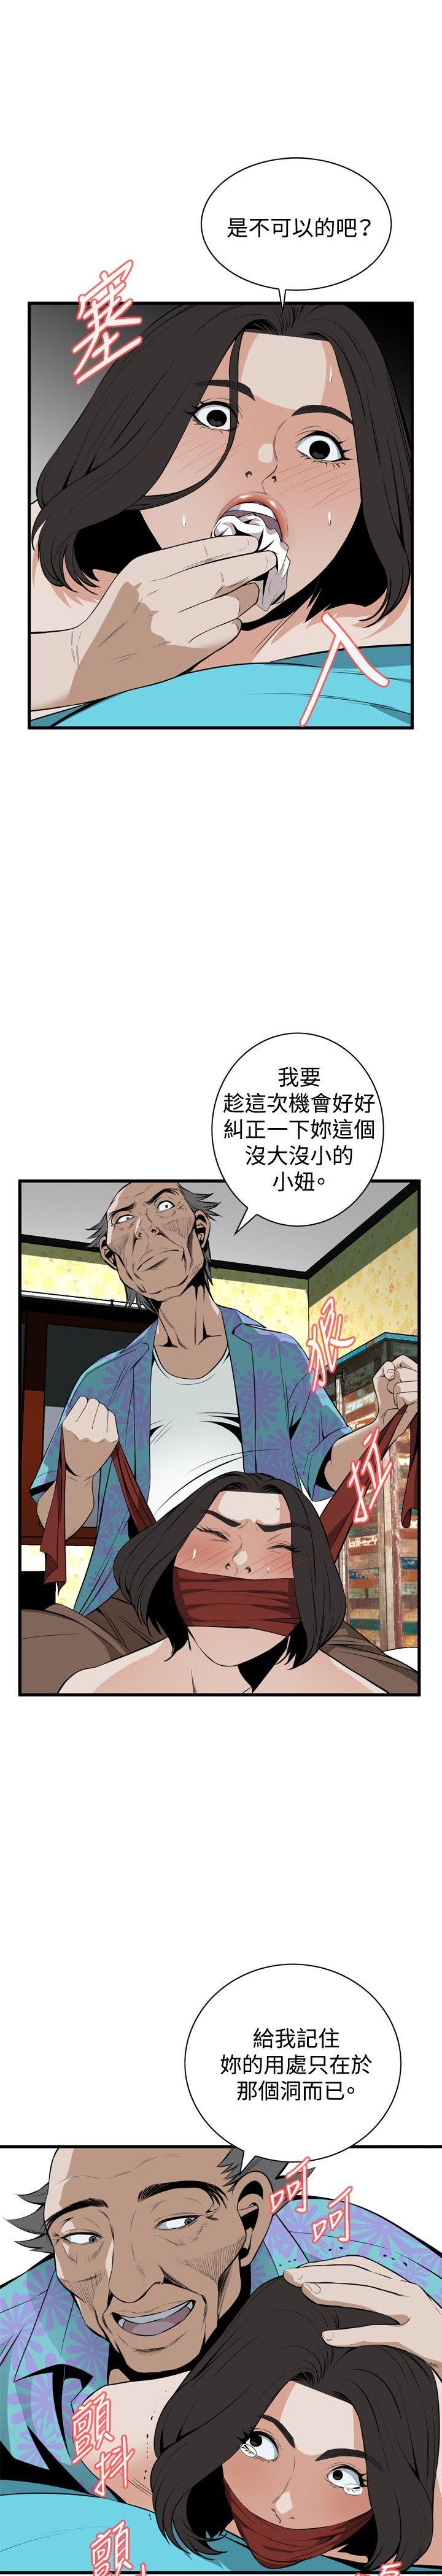 是不可以的吧？
塞
入
我要
趁這次機會好好
糾正一下妳這個
沒大沒小的
小妞。
狠
拉
給我記住
妳的用處只在於
那個洞而已。
呵
呵
顫
抖
顫